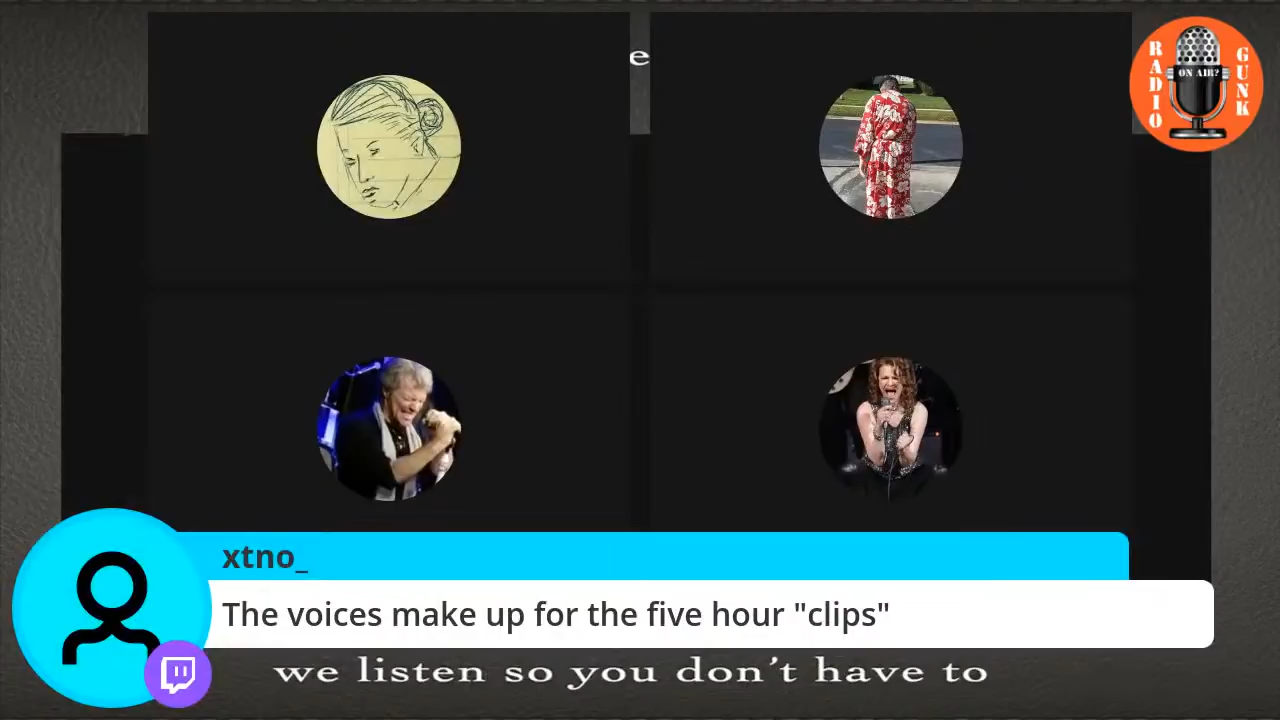 e
RADIO
ON AIR?
GUNK
xtno_
The voices make up for the five hour "clips"
we listen so you don't have to